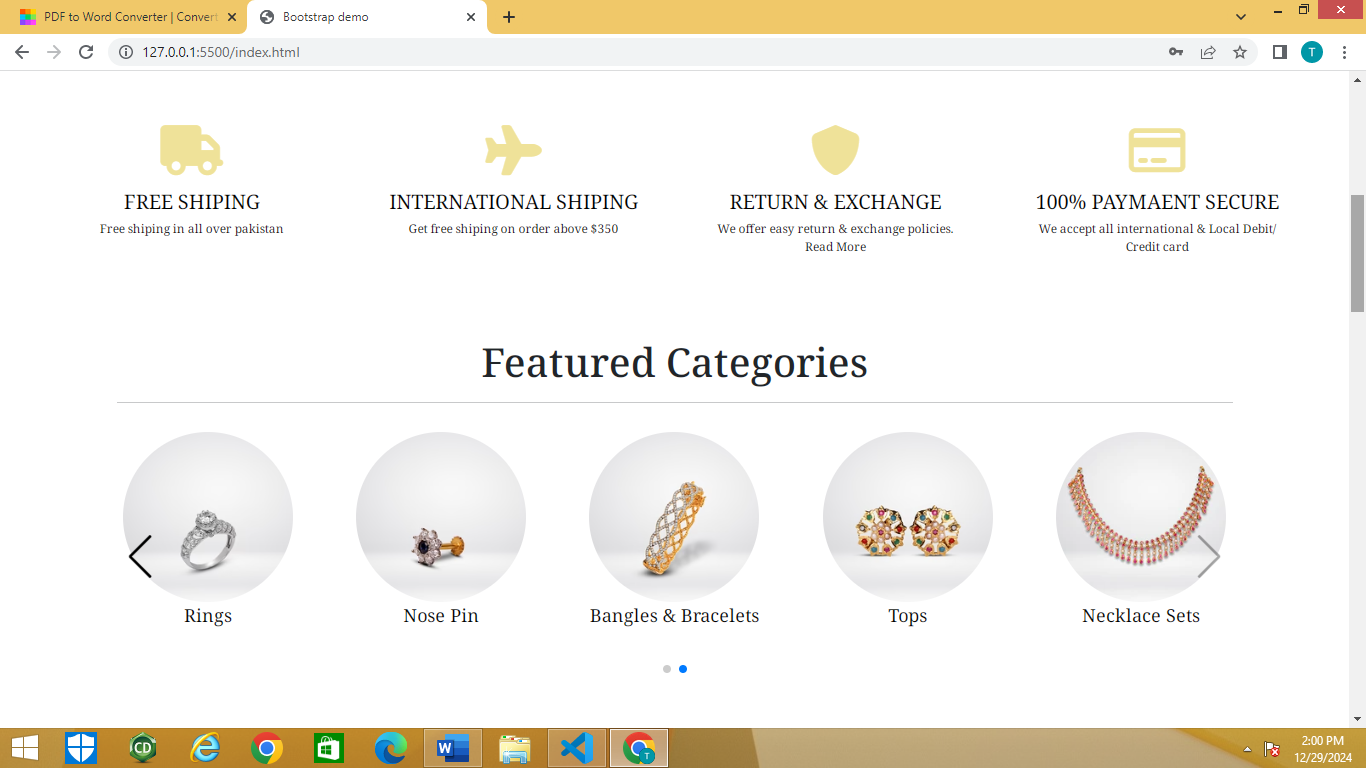 PDF to Word Converter | Convert
Bootstrap demo
127.0.0.1:5500/index.html
T
FREE SHIPING
Free shiping in all over pakistan
INTERNATIONAL SHIPING
Get free shiping on order above $350
RETURN & EXCHANGE
We offer easy return & exchange policies.
Read More
100% PAYMAENT SECURE
We accept all international & Local Debit/
Credit card
Featured Categories
Rings
Nose Pin
Bangles & Bracelets
Tops
Necklace Sets
CD
W
T
2:00 PM
12/29/2024